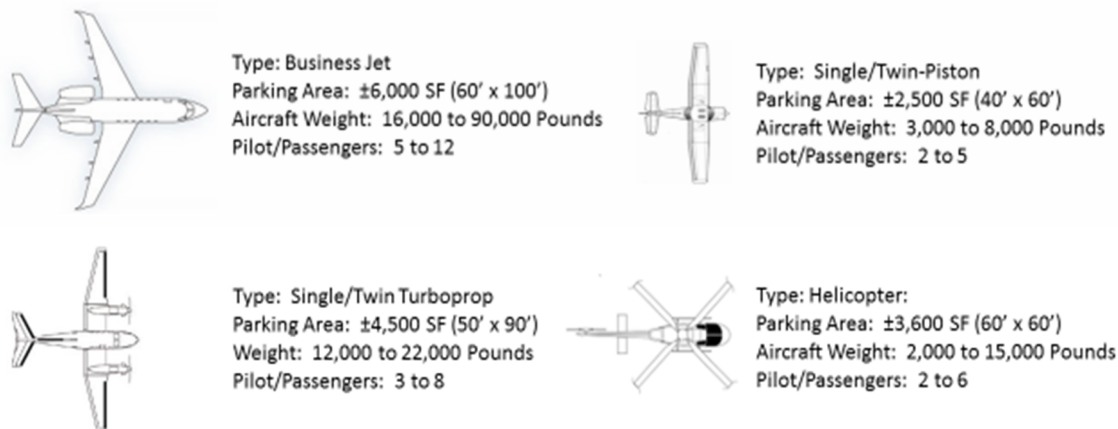 Type: Business Jet
Parking Area: ±6,000 SF (60’ x 100’)
Aircraft Weight: 16,000 to 90,000 Pounds
Pilot/Passengers: 5 to 12
Type: Single/Twin-Piston
Parking Area: ±2,500 SF (40’ x 60’)
Aircraft Weight: 3,000 to 8,000 Pounds
Pilot/Passengers: 2 to 5
Type: Single/Twin Turboprop
Parking Area: ±4,500 SF (50’ x 90’)
Weight: 12,000 to 22,000 Pounds
Pilot/Passengers: 3 to 8
Type: Helicopter:
Parking Area: ±3,600 SF (60’ x 60’)
Aircraft Weight: 2,000 to 15,000 Pounds
Pilot/Passengers: 2 to 6